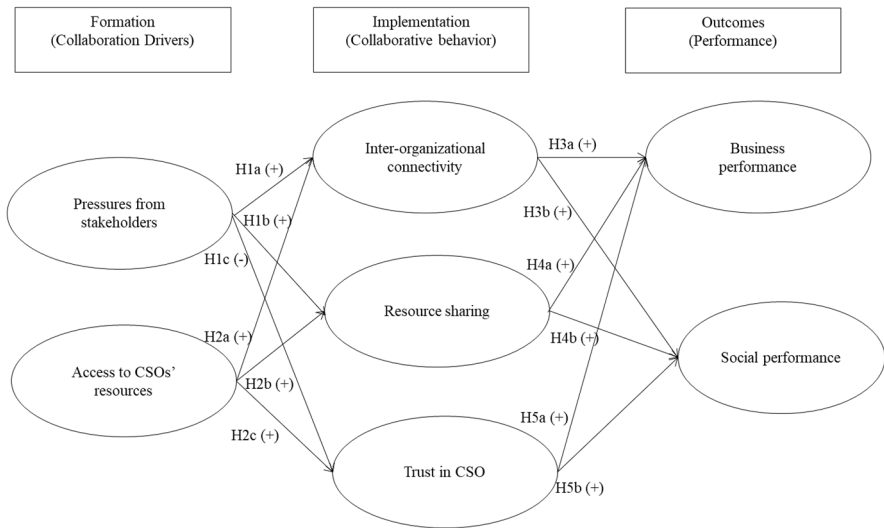 Formation
(Collaboration Drivers)
Implementation
(Collaborative behavior)
Outcomes
(Performance)
Pressures from
stakeholders
Access to CSOs’
resources
H1a (+)
H1b (+)
H1c (-)
H2a (+)
H2b (+)
H2c (+)
Inter-organizational
connectivity
Resource sharing
Trust in CSO
H3a (+)
H3b (+)
H4a (+)
H4b (+)
H5a (+)
H5b (+)
Business
performance
Social performance